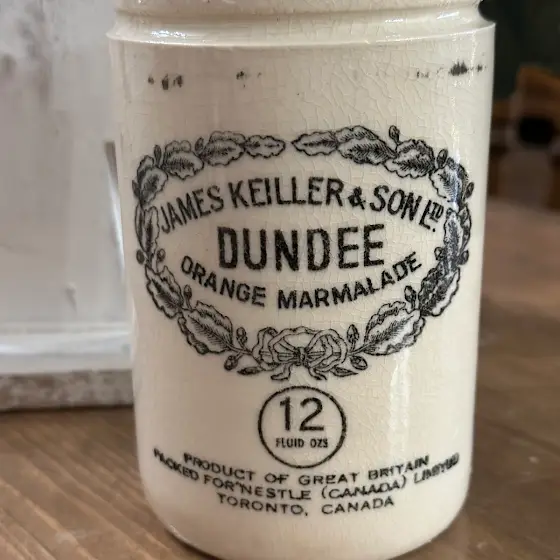 JAMES KEILLER & SON LTD.
DUNDEE
ORANGE MARMALADE
12
FLUID OZS
PRODUCT OF GREAT BRITAIN
PACKED FOR NESTLE (CANADA) LIMITED
TORONTO, CANADA